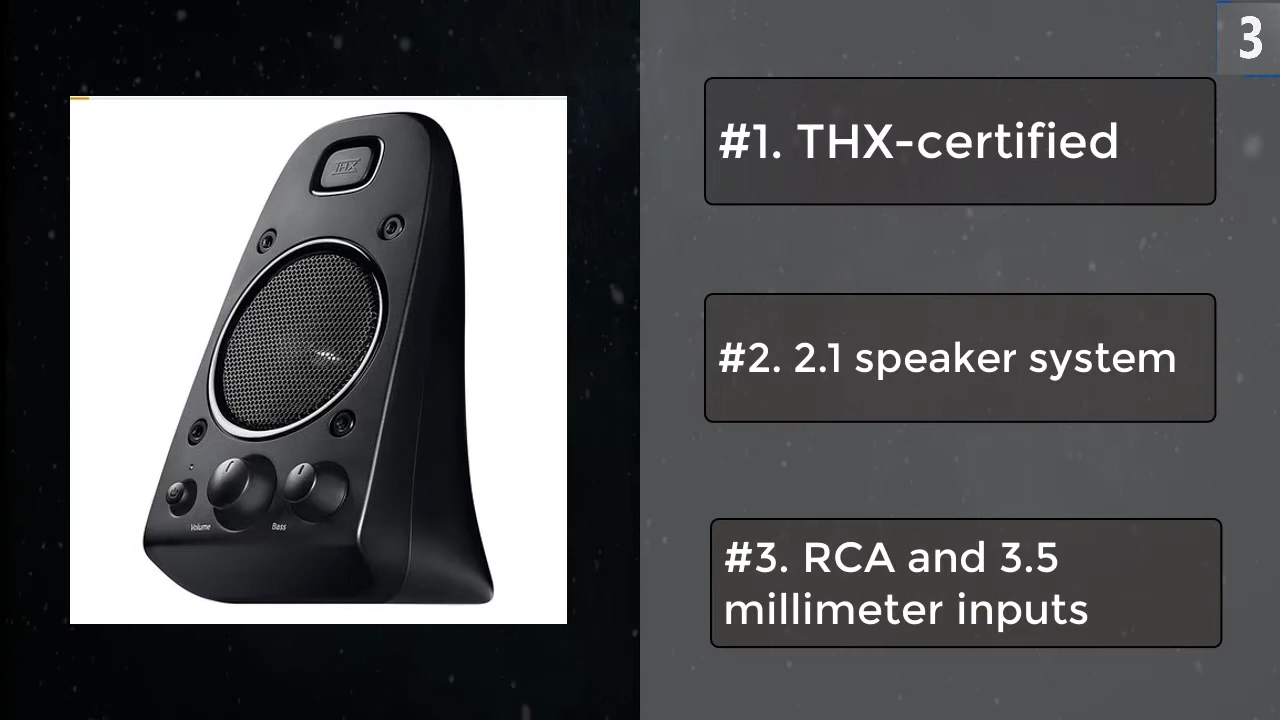 3
#1. THX-certified
#2. 2.1 speaker system
#3. RCA and 3.5
millimeter inputs
THX
Volume
Bass